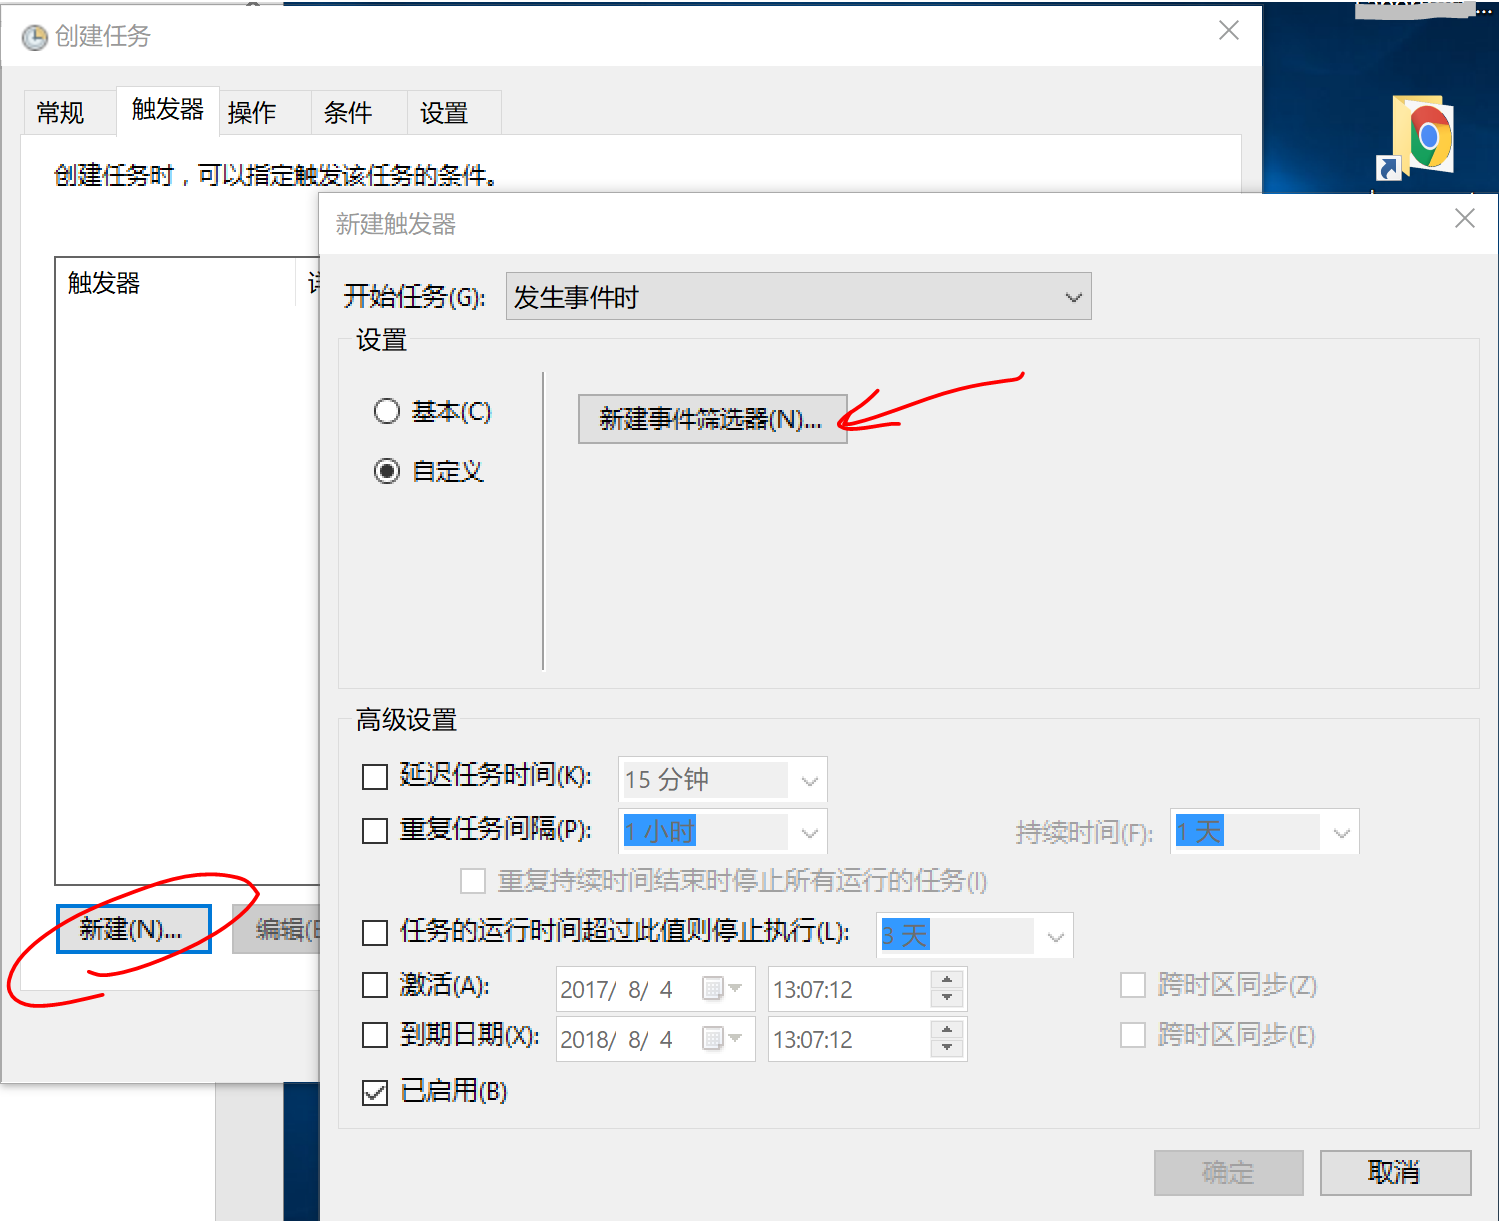 创建任务
常规 触发器 操作 条件 设置
创建任务时，可以指定触发该任务的条件。
触发器
新建(N)... 编辑(E
新建触发器
开始任务(G): 发生事件时
设置
基本(C)
自定义
新建事件筛选器(N)...
高级设置
延迟任务时间(K): 15 分钟
重复任务间隔(P): 1 小时 持续时间(F): 1 天
重复持续时间结束时停止所有运行的任务(I)
任务的运行时间超过此值则停止执行(L): 3 天
激活(A): 2017/ 8/ 4 13:07:12 跨时区同步(Z)
到期日期(X): 2018/ 8/ 4 13:07:12 跨时区同步(E)
已启用(B)
确定 取消